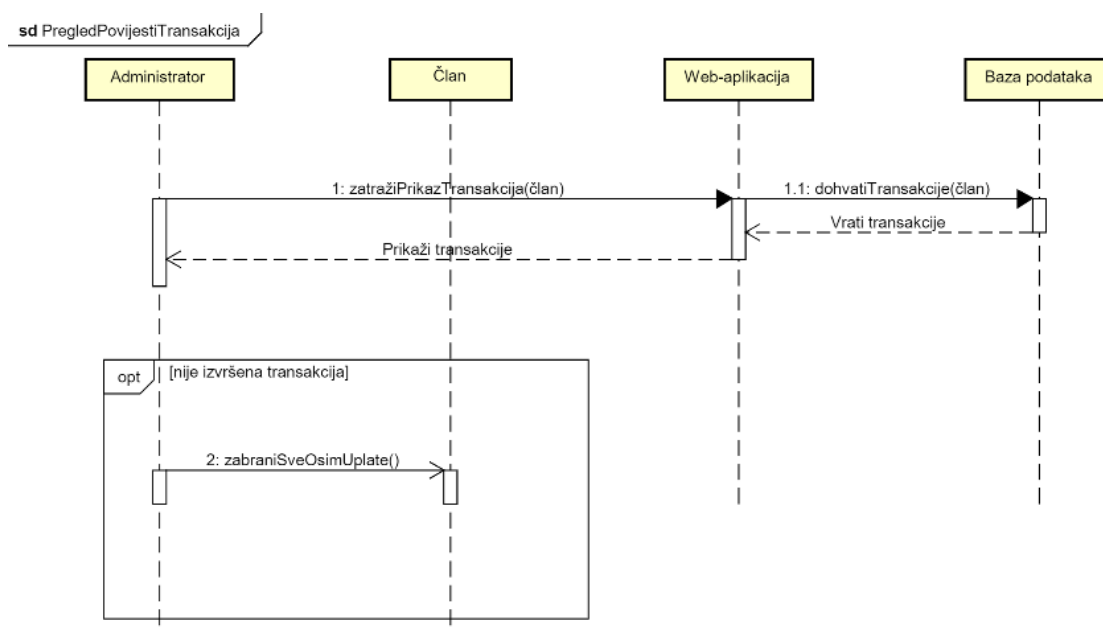 sd PregledPovijestiTransakcija
Administrator
Član
Web-aplikacija
Baza podataka
1: zatražiPrikazTransakcija(član)
1.1: dohvatiTransakcije(član)
Vrati transakcije
Prikaži transakcije
opt
[nije izvršena transakcija]
2: zabraniSveOsimUplate()